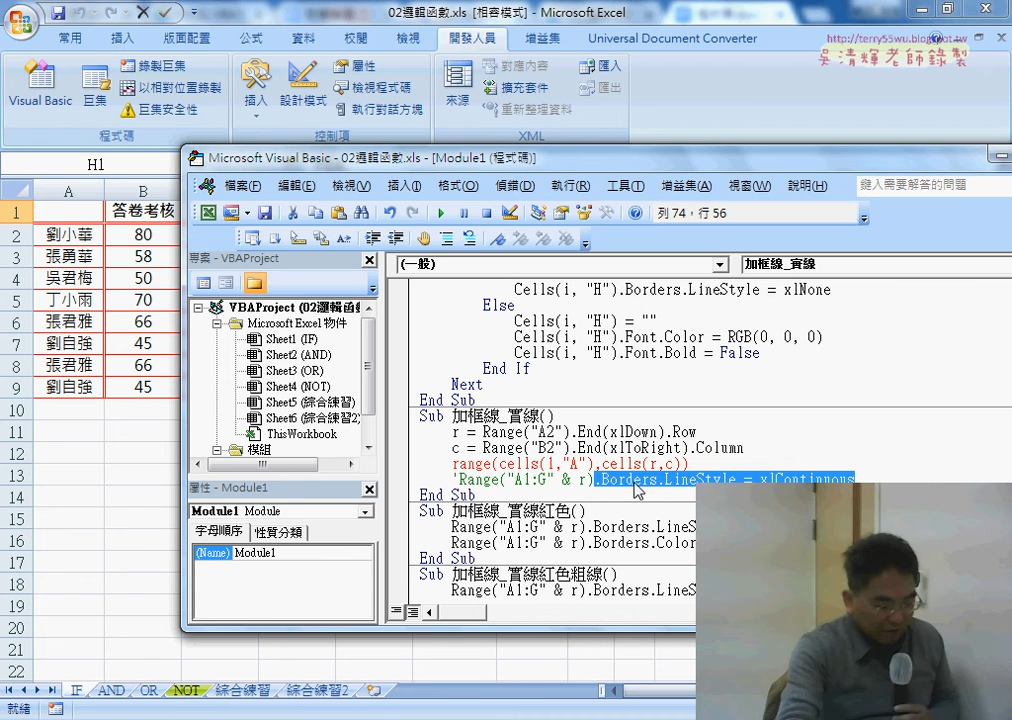 02邏輯函數.xls [相容模式] - Microsoft Excel
常用 插入 版面配置 公式 資料 校閱 檢視 開發人員 增益集 Universal Document Converter
http://terry55wu.blogspot.tw
吳清輝老師錄製
Visual Basic 巨集 錄製巨集 以相對位置錄製 巨集安全性 程式碼
插入 設計模式 屬性 檢視程式碼 執行對話方塊 控制項
來源 對應內容 擴充套件 重新整理資料 匯入 匯出 XML
H1
A B
1 答卷考核
2 劉小華 80
3 張勇華 58
4 吳君梅 50
5 丁小雨 70
6 張君雅 66
7 劉自強 45
8 張君雅 66
9 劉自強 45
10
11
12
13
14
15
16
17
18
19
20
21
22
IF AND OR NOT 綜合練習 綜合練習2
就緒
Microsoft Visual Basic - 02邏輯函數.xls - [Module1 (程式碼)]
檔案(F) 編輯(E) 檢視(V) 插入(I) 格式(O) 偵錯(D) 執行(R) 工具(T) 增益集(A) 視窗(W) 說明(H) 鍵入需要解答的問題
列 74，行 56
專案 - VBAProject
VBAProject (02邏輯函
Microsoft Excel 物件
Sheet1 (IF)
Sheet2 (AND)
Sheet3 (OR)
Sheet4 (NOT)
Sheet5 (綜合練習)
Sheet6 (綜合練習2)
ThisWorkbook
模組
屬性 - Module1
Module1 Module
字母順序 性質分類
(Name) Module1
(一般) 加框線_實線
Cells(i, "H").Borders.LineStyle = xlNone
Else
Cells(i, "H") = ""
Cells(i, "H").Font.Color = RGB(0, 0, 0)
Cells(i, "H").Font.Bold = False
End If
Next
End Sub
Sub 加框線_實線()
r = Range("A2").End(xlDown).Row
c = Range("B2").End(xlToRight).Column
range(cells(1,"A"),cells(r,c))
'Range("A1:G" & r).Borders.LineStyle = xlContinuous
End Sub
Sub 加框線_實線紅色()
Range("A1:G" & r).Borders.LineS
Range("A1:G" & r).Borders.Color
End Sub
Sub 加框線_實線紅色粗線()
Range("A1:G" & r).Borders.LineS